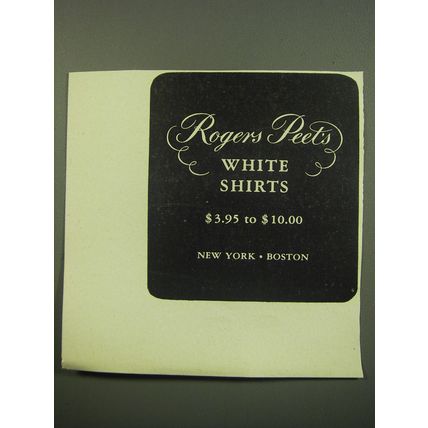 Rogers Peet's
WHITE
SHIRTS
$3.95 to $10.00
NEW YORK • BOSTON